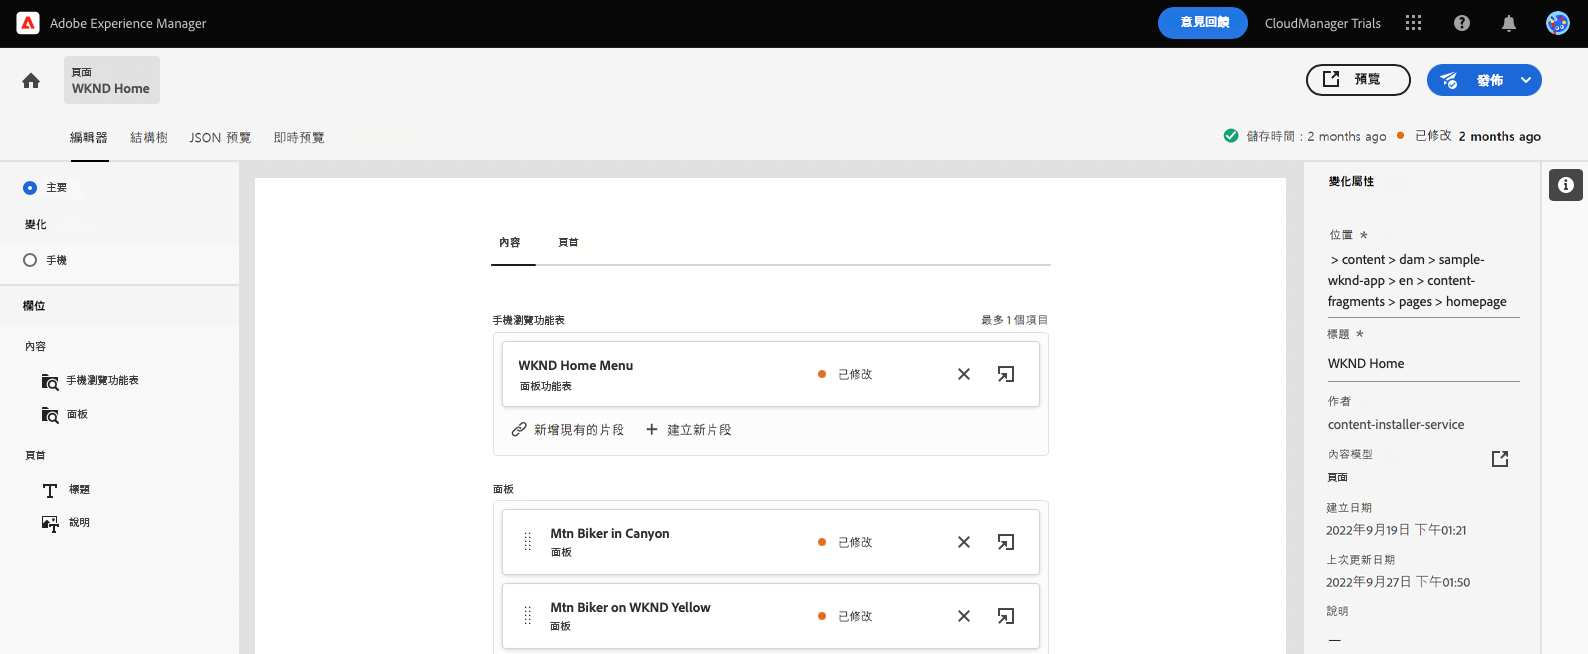 Adobe Experience Manager
意見回饋
CloudManager Trials
頁面
WKND Home
預覽
發佈
編輯器
結構樹
JSON 預覽
即時預覽
儲存時間：2 months ago
已修改 2 months ago
主要
變化
手機
欄位
內容
手機瀏覽功能表
面板
頁首
標題
說明
內容
頁首
手機瀏覽功能表
最多 1 個項目
WKND Home Menu
面板功能表
已修改
新增現有的片段
建立新片段
面板
Mtn Biker in Canyon
面板
已修改
Mtn Biker on WKND Yellow
面板
已修改
變化屬性
位置 *
> content > dam > sample-
wknd-app > en > content-
fragments > pages > homepage
標題 *
WKND Home
作者
content-installer-service
內容模型
頁面
建立日期
2022年9月19日 下午01:21
上次更新日期
2022年9月27日 下午01:50
說明
—